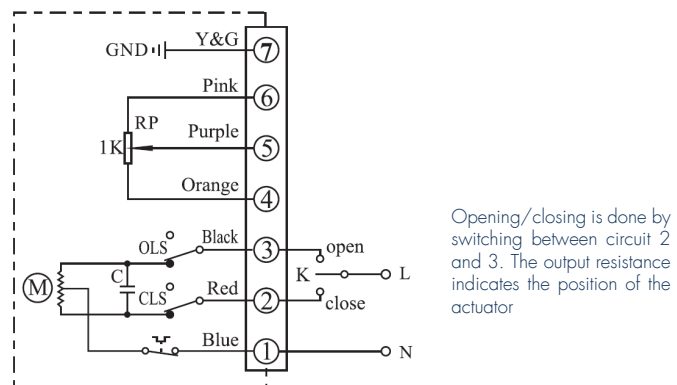 Y&G
GND
7
Pink
6
RP
1K
Purple
5
Orange
4
OLS
Black
3
open
M
C
K
L
CLS
Red
2
close
Blue
1
N
Opening/closing is done by
switching between circuit 2
and 3. The output resistance
indicates the position of the
actuator